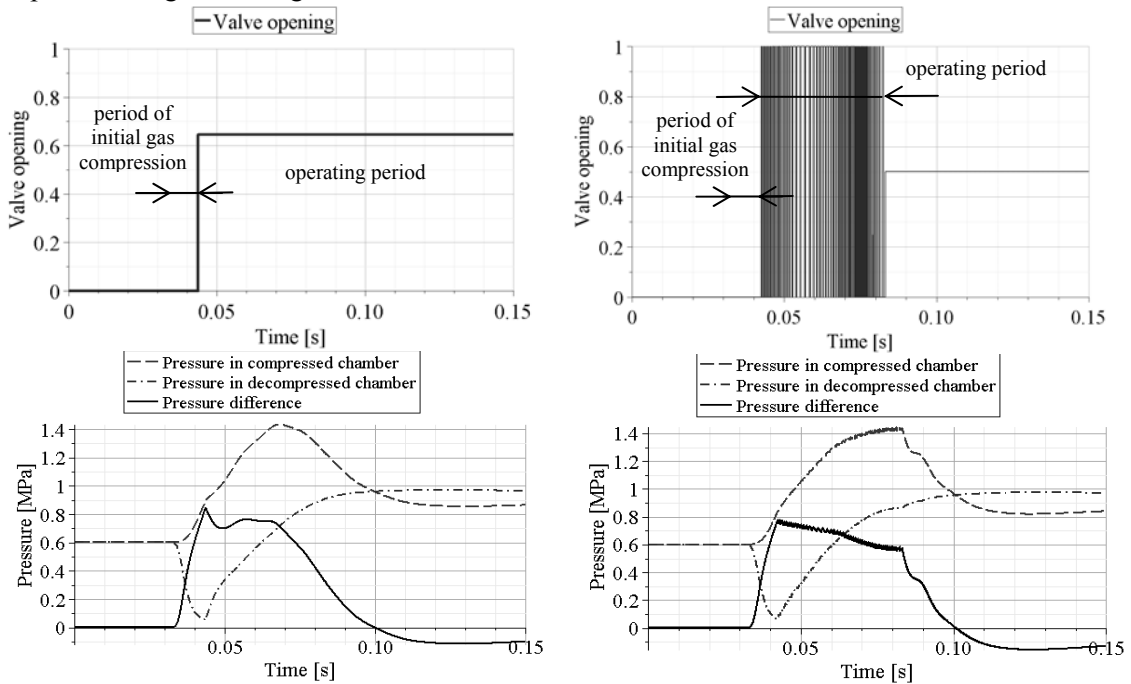 Valve opening
1
0.8
0.6
0.4
0.2
0
Valve opening
period of
initial gas
compression
operating period
0
0.05
0.10
0.15
Time [s]
Valve opening
1
0.8
0.6
0.4
0.2
0
Valve opening
operating period
period of
initial gas
compression
0
0.05
0.10
0.15
Time [s]
Pressure in compressed chamber
Pressure in decompressed chamber
Pressure difference
1.4
1.2
1
0.8
0.6
0.4
0.2
0
Pressure [MPa]
0.05
0.10
0.15
Time [s]
Pressure in compressed chamber
Pressure in decompressed chamber
Pressure difference
1.4
1.2
1
0.8
0.6
0.4
0.2
0
Pressure [MPa]
0.05
0.10
0.15
Time [s]